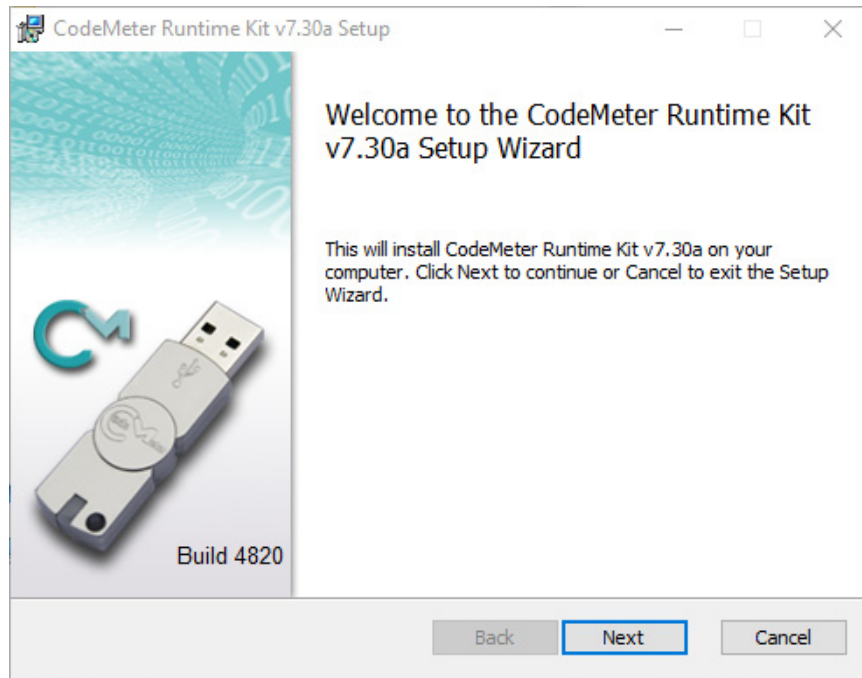 CodeMeter Runtime Kit v7.30a Setup
Welcome to the CodeMeter Runtime Kit
v7.30a Setup Wizard
This will install CodeMeter Runtime Kit v7.30a on your
computer. Click Next to continue or Cancel to exit the Setup
Wizard.
Build 4820
Back
Next
Cancel